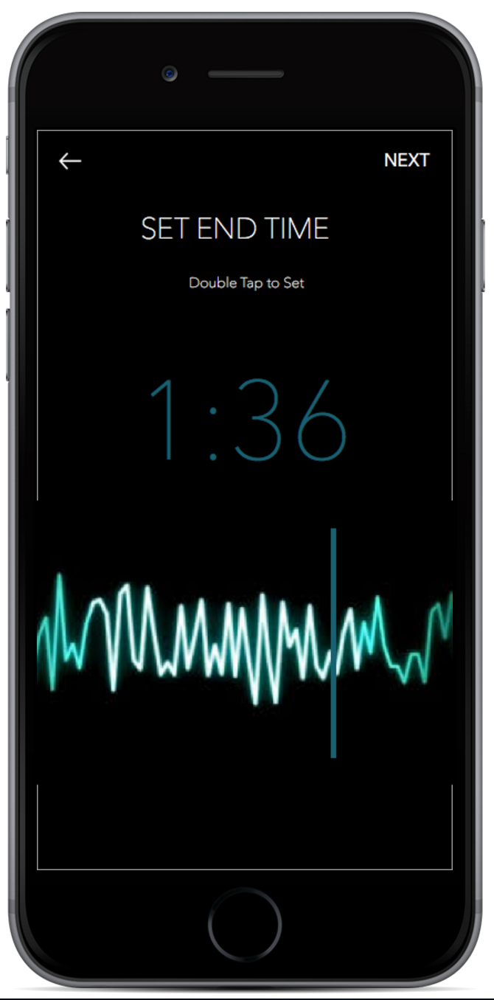 NEXT
SET END TIME
Double Tap to Set
1:36